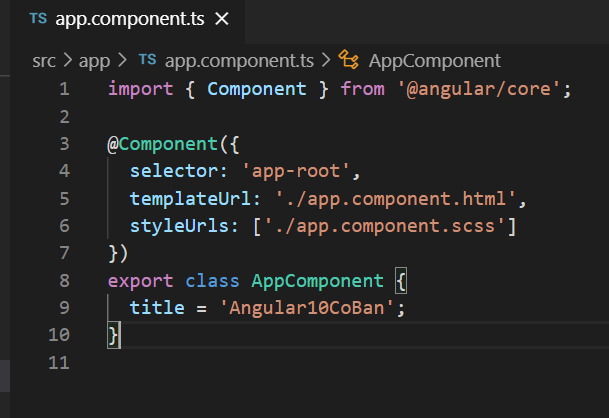 TS app.component.ts ×
src > app > TS app.component.ts > AppComponent
1 import { Component } from '@angular/core';
2
3 @Component({
4   selector: 'app-root',
5   templateUrl: './app.component.html',
6   styleUrls: ['./app.component.scss']
7 })
8 export class AppComponent {
9   title = 'Angular10CoBan';
10 }
11